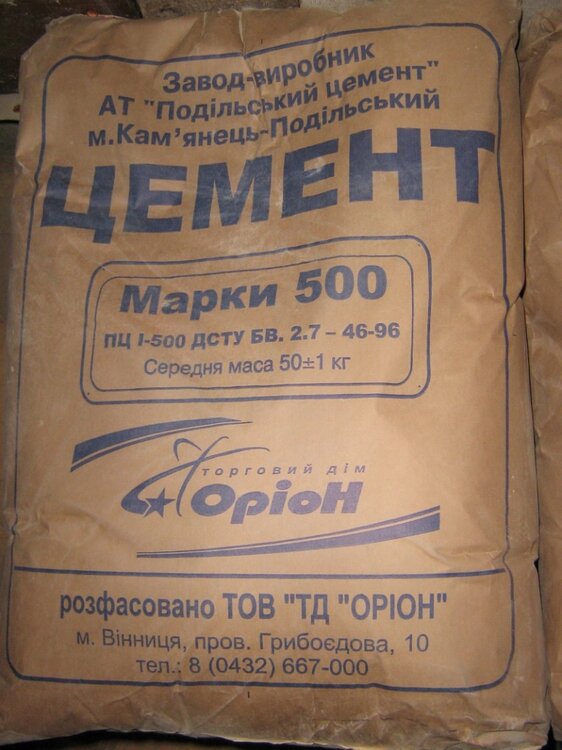 Завод-виробник
АТ "Подільський цемент"
м.Кам'янець-Подільський
ЦЕМЕНТ
Марки 500
ПЦ І-500 ДСТУ БВ. 2.7 – 46-96
Середня маса 50±1 кг
торговий дім
Оріон
розфасовано ТОВ "ТД "ОРІОН"
м. Вінниця, пров. Грибоєдова, 10
тел.: 8 (0432) 667-000